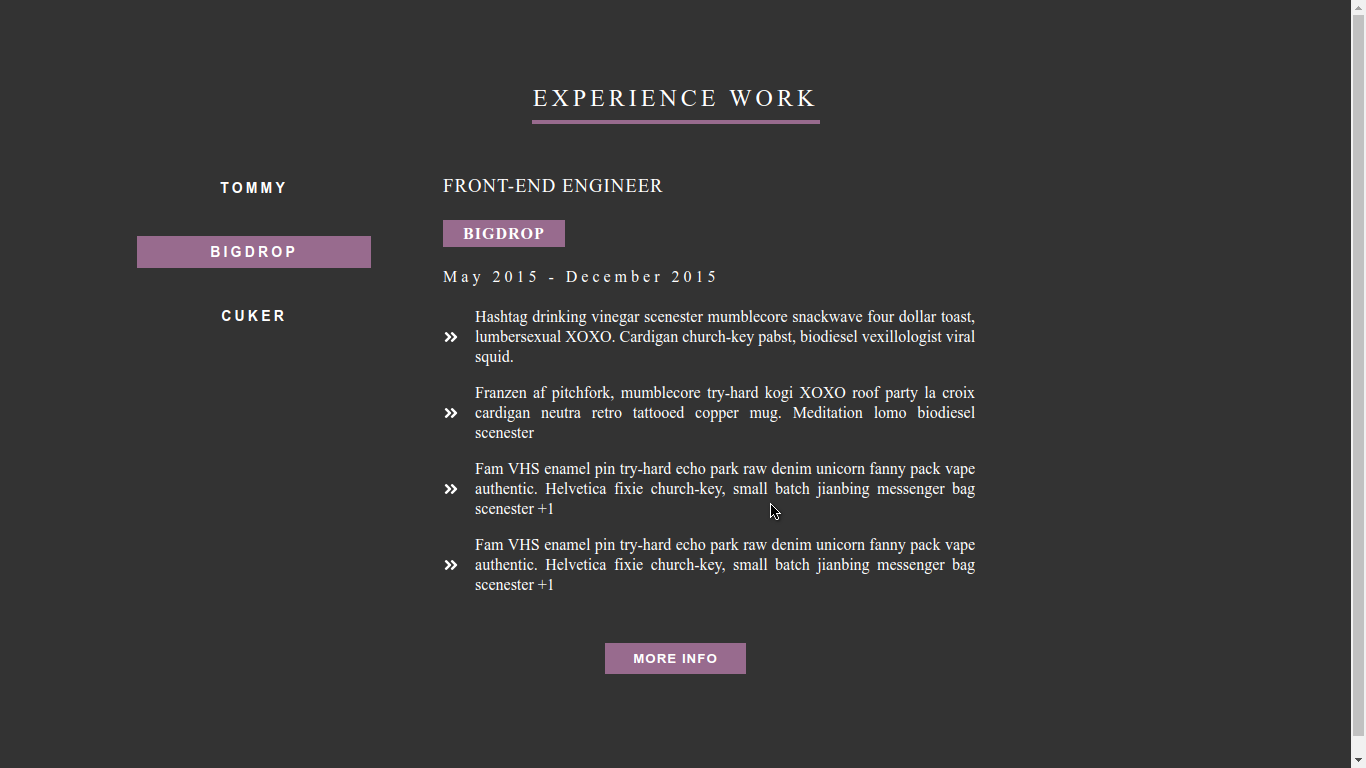 EXPERIENCE WORK
TOMMY
BIGDROP
CUKER
FRONT-END ENGINEER
BIGDROP
May 2015 - December 2015
Hashtag drinking vinegar scenester mumblecore snackwave four dollar toast,
lumbersexual XOXO. Cardigan church-key pabst, biodiesel vexillologist viral
squid.
Franzen af pitchfork, mumblecore try-hard kogi XOXO roof party la croix
cardigan neutra retro tattooed copper mug. Meditation lomo biodiesel
scenester
Fam VHS enamel pin try-hard echo park raw denim unicorn fanny pack vape
authentic. Helvetica fixie church-key, small batch jianbing messenger bag
scenester +1
Fam VHS enamel pin try-hard echo park raw denim unicorn fanny pack vape
authentic. Helvetica fixie church-key, small batch jianbing messenger bag
scenester +1
MORE INFO